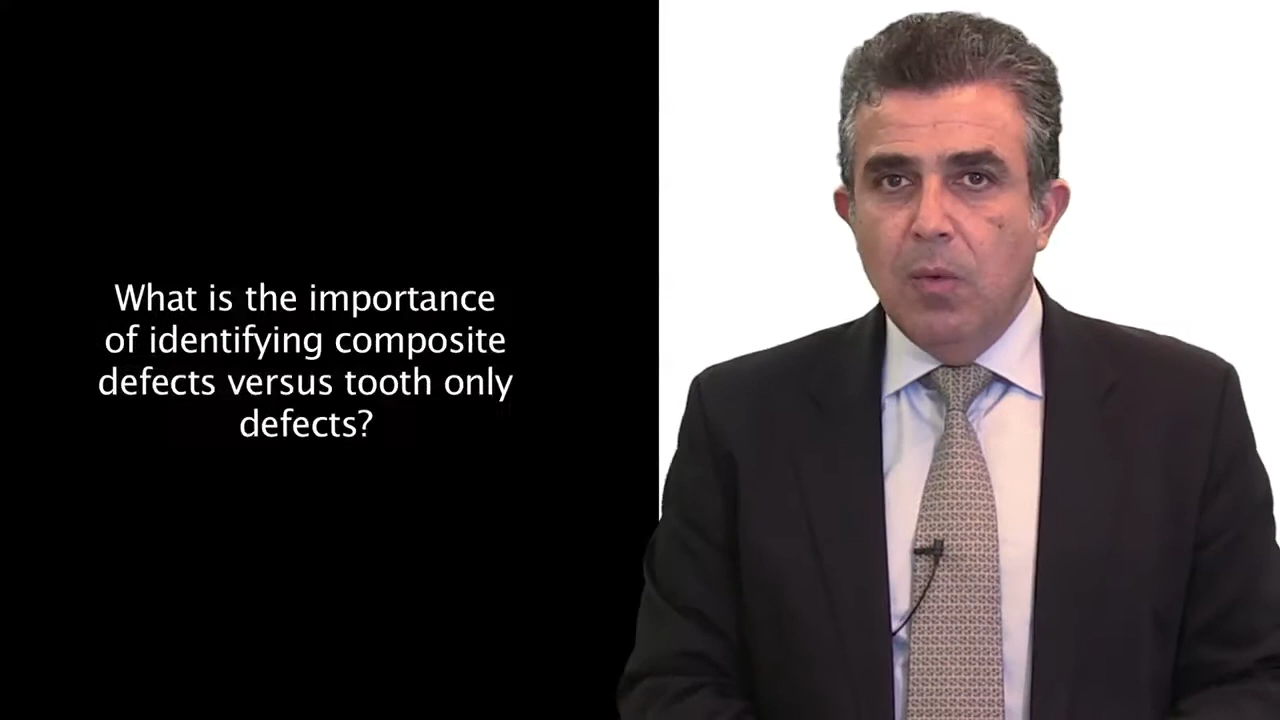 What is the importance
of identifying composite
defects versus tooth only
defects?